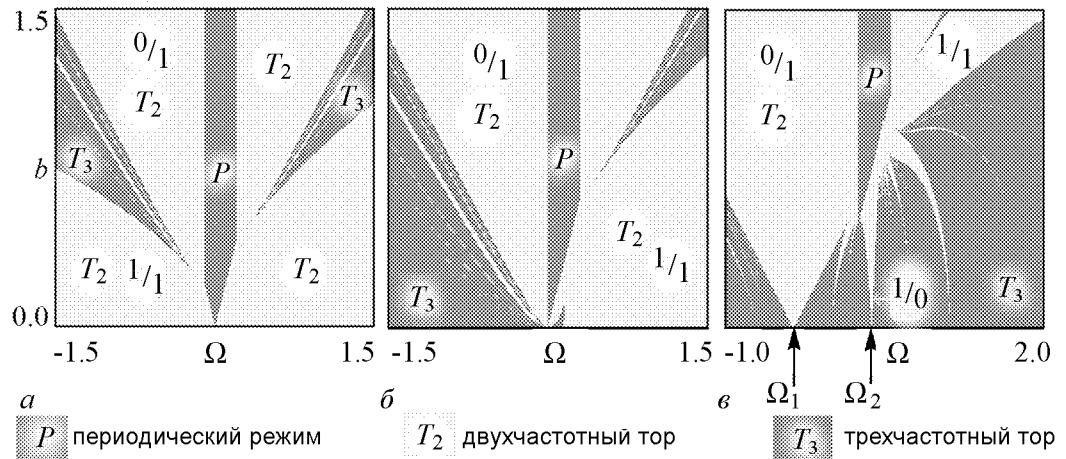 1.5
0/1
P
T2
T2
T3
T3
P
b
T2 1/1
T2
0.0
-1.5 Ω 1.5
0/1
T2
P
T2 1/1
T3
-1.5 Ω 1.5
0/1
P
1/1
T2
1/0
T3
-1.0 Ω 2.0
Ω1 Ω2
а б в
P периодический режим T2 двухчастотный тор T3 трехчастотный тор